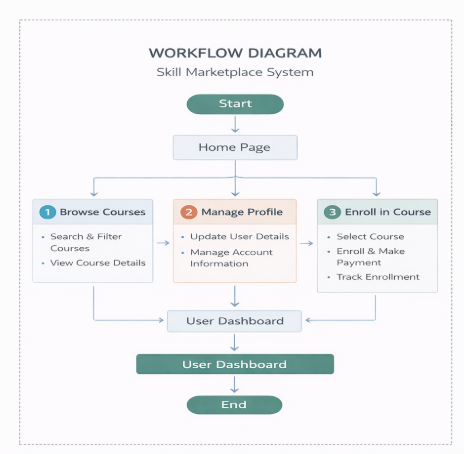 WORKFLOW DIAGRAM
Skill Marketplace System
Start
Home Page
1 Browse Courses
• Search & Filter
Courses
• View Course Details
2 Manage Profile
• Update User Details
• Manage Account
Information
3 Enroll in Course
• Select Course
• Enroll & Make
Payment
• Track Enrollment
User Dashboard
User Dashboard
End